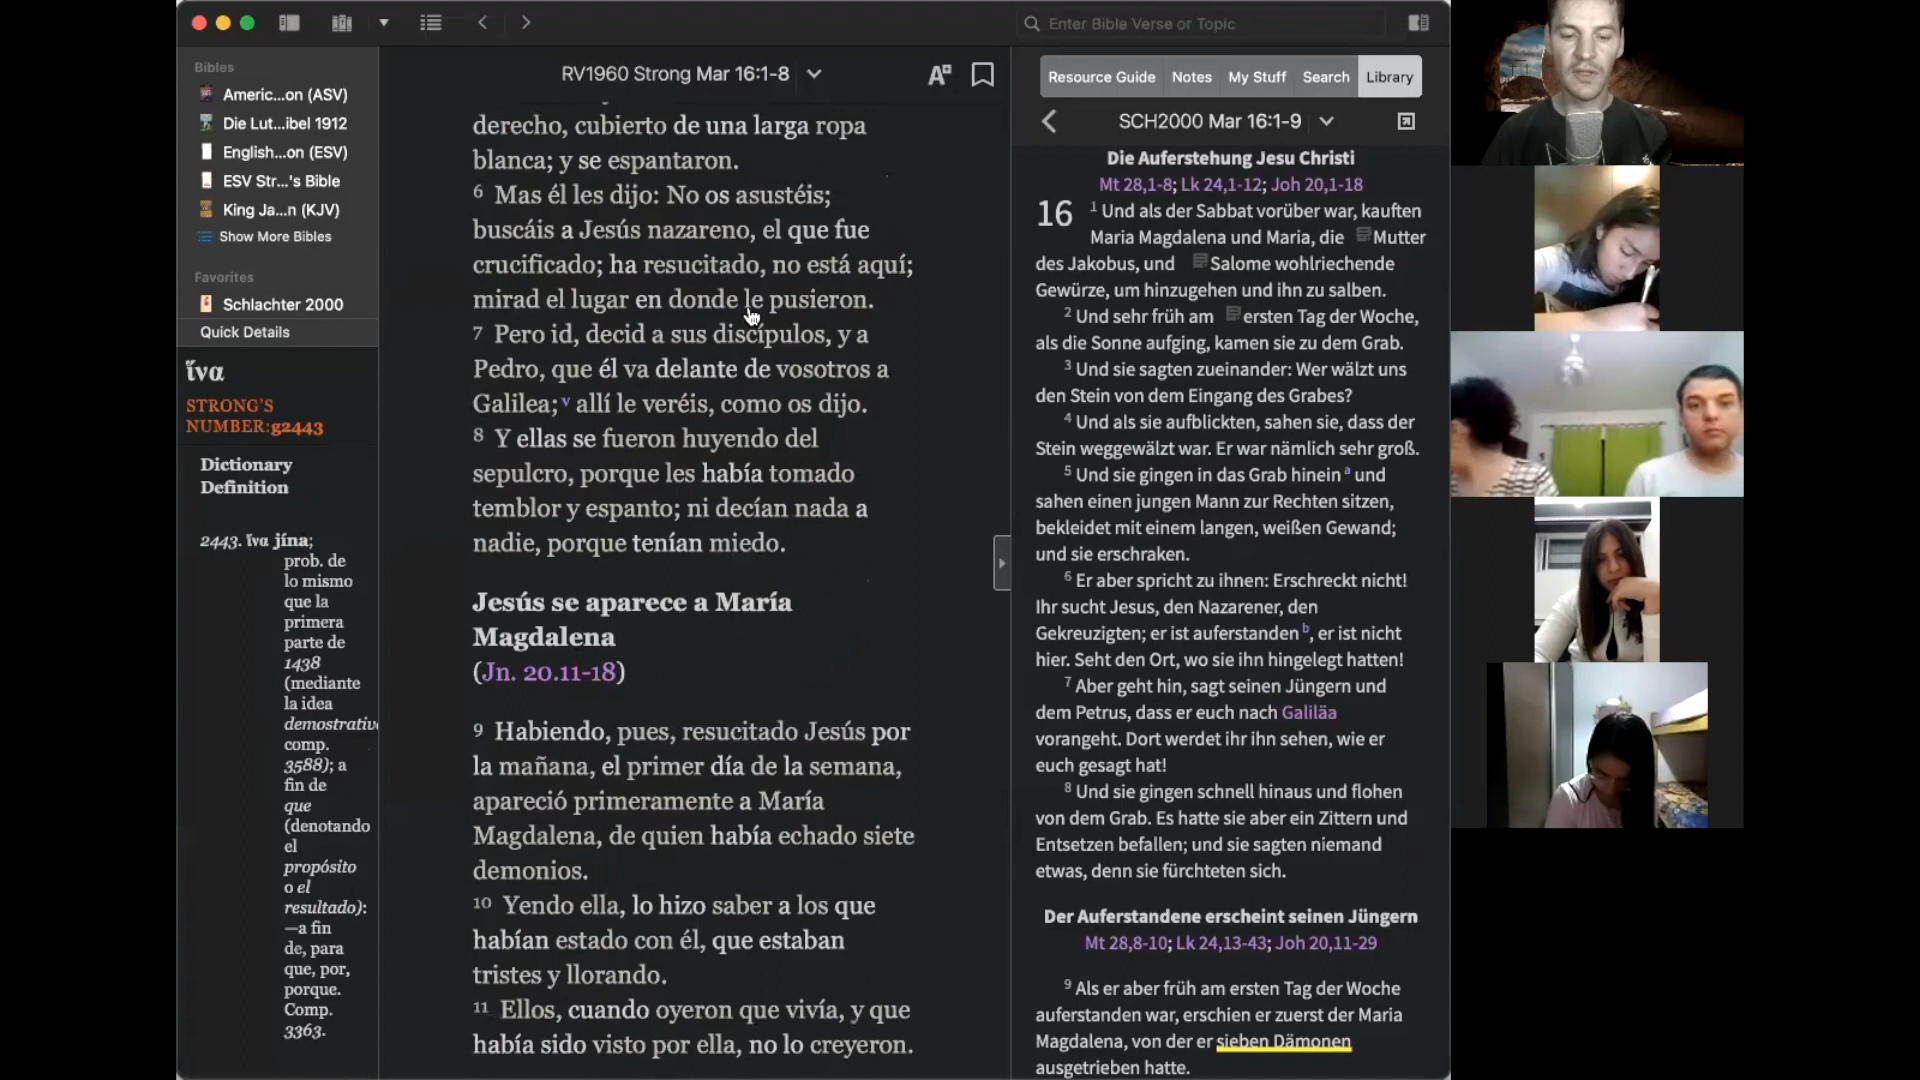 Enter Bible Verse or Topic
Bibles
Americ...on (ASV)
Die Lut...ibel 1912
English...on (ESV)
ESV Str...'s Bible
King Ja...n (KJV)
Show More Bibles
Favorites
Schlachter 2000
Quick Details
ἵνα
STRONG'S
NUMBER:g2443
Dictionary
Definition
2443. ἵνα jína;
prob. de
lo mismo
que la
primera
parte de
1438
(mediante
la idea
demostrativ
comp.
3588); a
fin de
que
(denotando
el
propósito
o el
resultado):
—a fin
de, para
que, por,
porque.
Comp.
3363.
RV1960 Strong Mar 16:1-8
derecho, cubierto de una larga ropa
blanca; y se espantaron.
6 Mas él les dijo: No os asustéis;
buscáis a Jesús nazareno, el que fue
crucificado; ha resucitado, no está aquí;
mirad el lugar en donde le pusieron.
7 Pero id, decid a sus discípulos, y a
Pedro, que él va delante de vosotros a
Galilea;v allí le veréis, como os dijo.
8 Y ellas se fueron huyendo del
sepulcro, porque les había tomado
temblor y espanto; ni decían nada a
nadie, porque tenían miedo.
Jesús se aparece a María
Magdalena
(Jn. 20.11-18)
9 Habiendo, pues, resucitado Jesús por
la mañana, el primer día de la semana,
apareció primeramente a María
Magdalena, de quien había echado siete
demonios.
10 Yendo ella, lo hizo saber a los que
habían estado con él, que estaban
tristes y llorando.
11 Ellos, cuando oyeron que vivía, y que
había sido visto por ella, no lo creyeron.
Resource Guide Notes My Stuff Search Library
SCH2000 Mar 16:1-9
Die Auferstehung Jesu Christi
Mt 28,1-8; Lk 24,1-12; Joh 20,1-18
16 1 Und als der Sabbat vorüber war, kauften
Maria Magdalena und Maria, die Mutter
des Jakobus, und Salome wohlriechende
Gewürze, um hinzugehen und ihn zu salben.
2 Und sehr früh am ersten Tag der Woche,
als die Sonne aufging, kamen sie zu dem Grab.
3 Und sie sagten zueinander: Wer wälzt uns
den Stein von dem Eingang des Grabes?
4 Und als sie aufblickten, sahen sie, dass der
Stein weggewälzt war. Er war nämlich sehr groß.
5 Und sie gingen in das Grab hinein a und
sahen einen jungen Mann zur Rechten sitzen,
bekleidet mit einem langen, weißen Gewand;
und sie erschraken.
6 Er aber spricht zu ihnen: Erschreckt nicht!
Ihr sucht Jesus, den Nazarener, den
Gekreuzigten; er ist auferstanden b, er ist nicht
hier. Seht den Ort, wo sie ihn hingelegt hatten!
7 Aber geht hin, sagt seinen Jüngern und
dem Petrus, dass er euch nach Galiläa
vorangeht. Dort werdet ihr ihn sehen, wie er
euch gesagt hat!
8 Und sie gingen schnell hinaus und flohen
von dem Grab. Es hatte sie aber ein Zittern und
Entsetzen befallen; und sie sagten niemand
etwas, denn sie fürchteten sich.
Der Auferstandene erscheint seinen Jüngern
Mt 28,8-10; Lk 24,13-43; Joh 20,11-29
9 Als er aber früh am ersten Tag der Woche
auferstanden war, erschien er zuerst der Maria
Magdalena, von der er sieben Dämonen
ausgetrieben hatte.